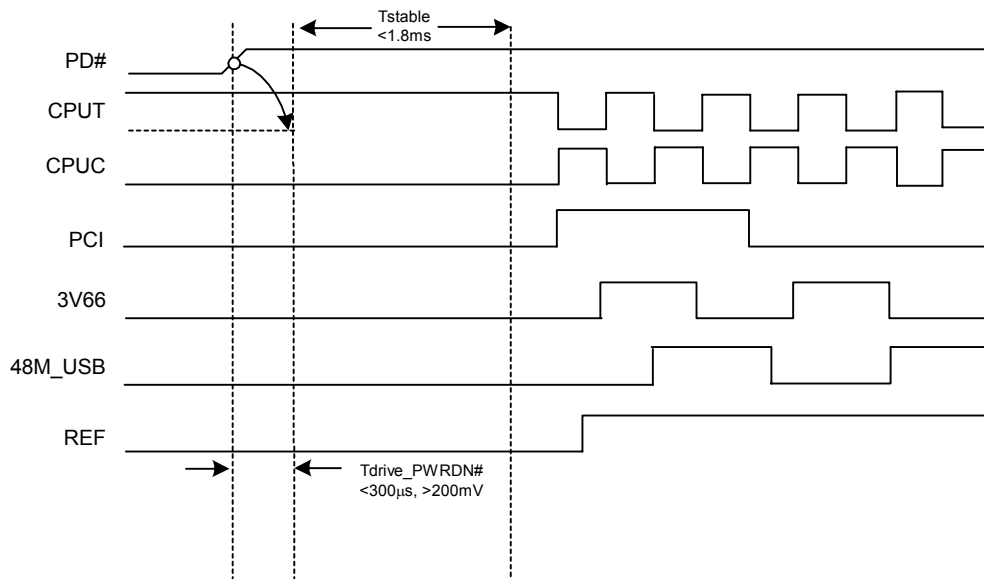 Tstable
<1.8ms
PD#
CPUT
CPUC
PCI
3V66
48M_USB
REF
Tdrive_PWRDN#
<300μs, >200mV